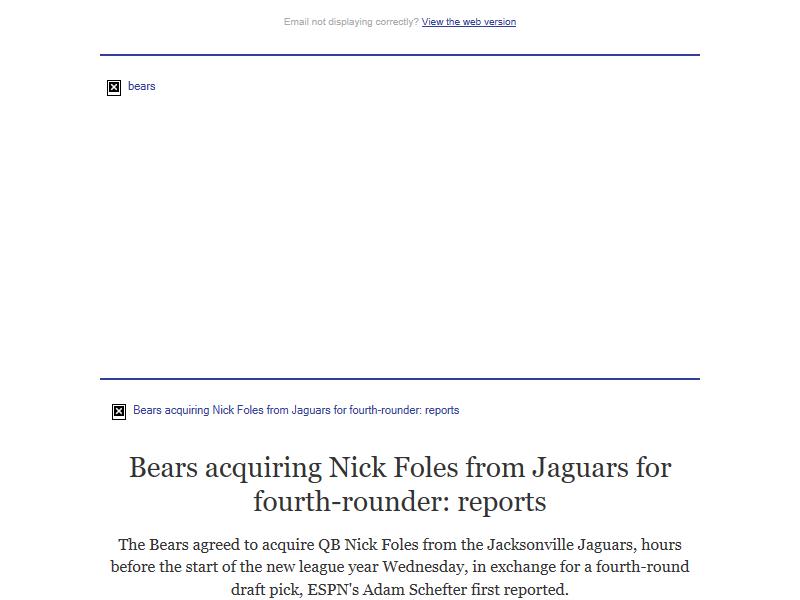 Email not displaying correctly? View the web version
bears
Bears acquiring Nick Foles from Jaguars for fourth-rounder: reports
Bears acquiring Nick Foles from Jaguars for
fourth-rounder: reports
The Bears agreed to acquire QB Nick Foles from the Jacksonville Jaguars, hours
before the start of the new league year Wednesday, in exchange for a fourth-round
draft pick, ESPN's Adam Schefter first reported.